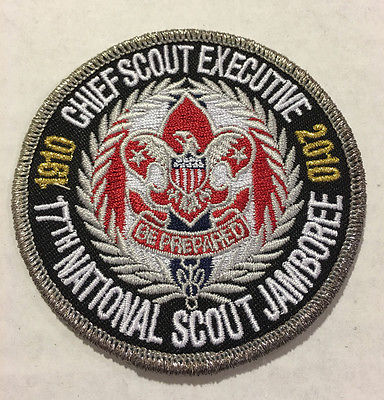 CHIEF SCOUT EXECUTIVE
1910
2010
BE PREPARED
17TH NATIONAL SCOUT JAMBOREE